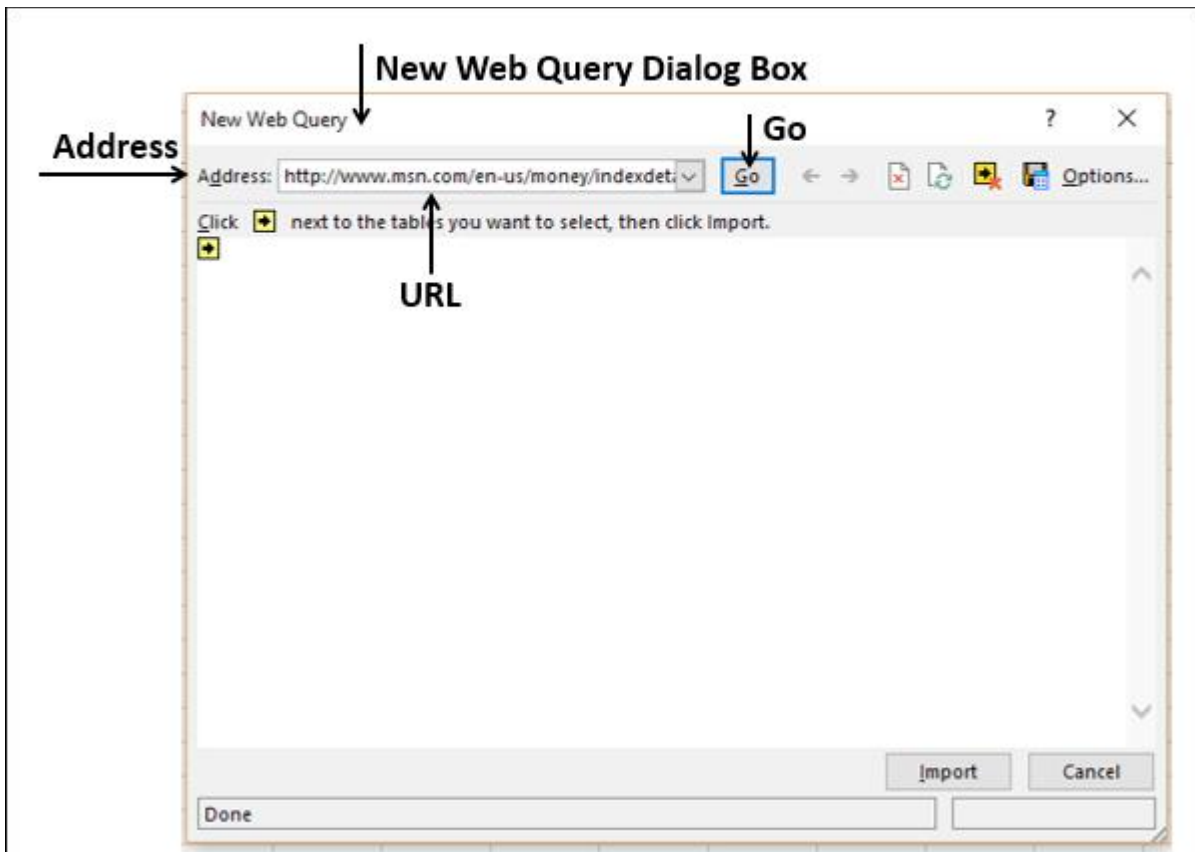 New Web Query Dialog Box
New Web Query ?
Address
Go
Address: http://www.msn.com/en-us/money/indexdeta Go Options...
Click next to the tables you want to select, then click Import.
URL
Import Cancel
Done